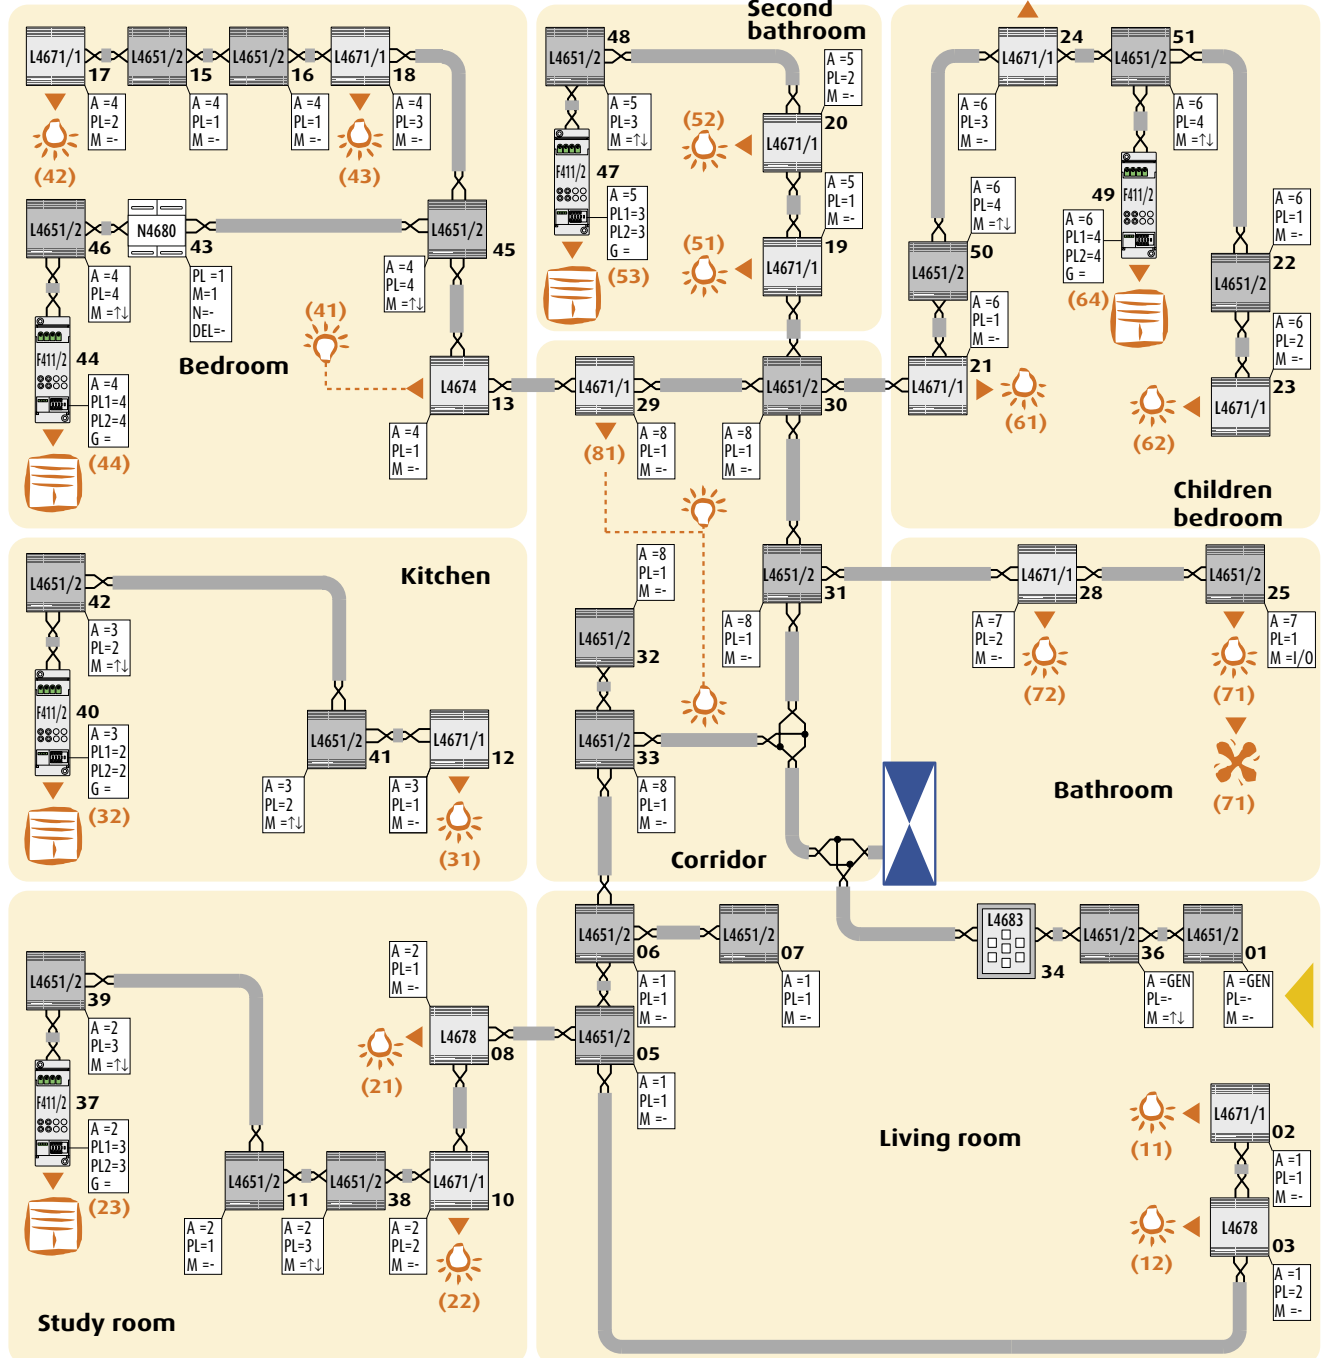 L4671/1
17
A =4
PL=2
M =-
(42)
L4651/2
15
A =4
PL=1
M =-
L4651/2
16
A =4
PL=1
M =-
L4671/1
18
A =4
PL=3
M =-
(43)
L4651/2
46
A =4
PL=4
M =↑↓
N4680
43
PL =1
M=1
N=-
DEL=-
L4651/2
45
A =4
PL=4
M =↑↓
F411/2
44
A =4
PL1=4
PL2=4
G =
(44)
Bedroom
(41)
L4674
13
A =4
PL=1
M =-
Second
bathroom
L4651/2
48
A =5
PL=3
M =↑↓
F411/2
47
A =5
PL1=3
PL2=3
G =
(53)
A =5
PL=2
M =-
20
L4671/1
(52)
A =5
PL=1
M =-
19
L4671/1
(51)
24
L4671/1
A =6
PL=3
M =-
51
L4651/2
A =6
PL=4
M =↑↓
49
F411/2
A =6
PL1=4
PL2=4
G =
(64)
A =6
PL=4
M =↑↓
50
L4651/2
A =6
PL=1
M =-
21
L4671/1
(61)
A =6
PL=1
M =-
22
L4651/2
A =6
PL=2
M =-
23
L4671/1
(62)
Children
bedroom
L4671/1
29
A =8
PL=1
M =-
(81)
L4651/2
30
A =8
PL=1
M =-
L4651/2
31
A =8
PL=1
M =-
A =8
PL=1
M =-
L4651/2
32
L4651/2
33
A =8
PL=1
M =-
Corridor
Kitchen
L4651/2
42
A =3
PL=2
M =↑↓
F411/2
40
A =3
PL1=2
PL2=2
G =
(32)
L4651/2
41
A =3
PL=2
M =↑↓
L4671/1
12
A =3
PL=1
M =-
(31)
L4671/1
28
A =7
PL=2
M =-
(72)
L4651/2
25
A =7
PL=1
M =I/O
(71)
(71)
Bathroom
L4651/2
39
A =2
PL=3
M =↑↓
F411/2
37
A =2
PL1=3
PL2=3
G =
(23)
A =2
PL=1
M =-
L4678
08
(21)
L4651/2
11
A =2
PL=1
M =-
L4651/2
38
A =2
PL=3
M =↑↓
L4671/1
10
A =2
PL=2
M =-
(22)
Study room
L4651/2
06
A =1
PL=1
M =-
L4651/2
07
A =1
PL=1
M =-
L4651/2
05
A =1
PL=1
M =-
L4683
34
L4651/2
36
A =GEN
PL=-
M =↑↓
L4651/2
01
A =GEN
PL=-
M =-
Living room
L4671/1
02
A =1
PL=1
M =-
(11)
L4678
03
A =1
PL=2
M =-
(12)